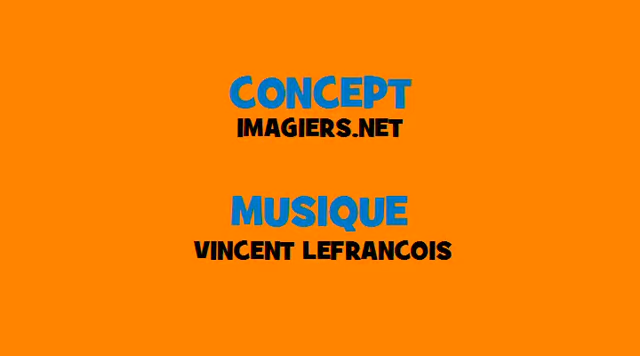 CONCEPT
IMAGIERS.NET
MUSIQUE
VINCENT LEFRANCOIS